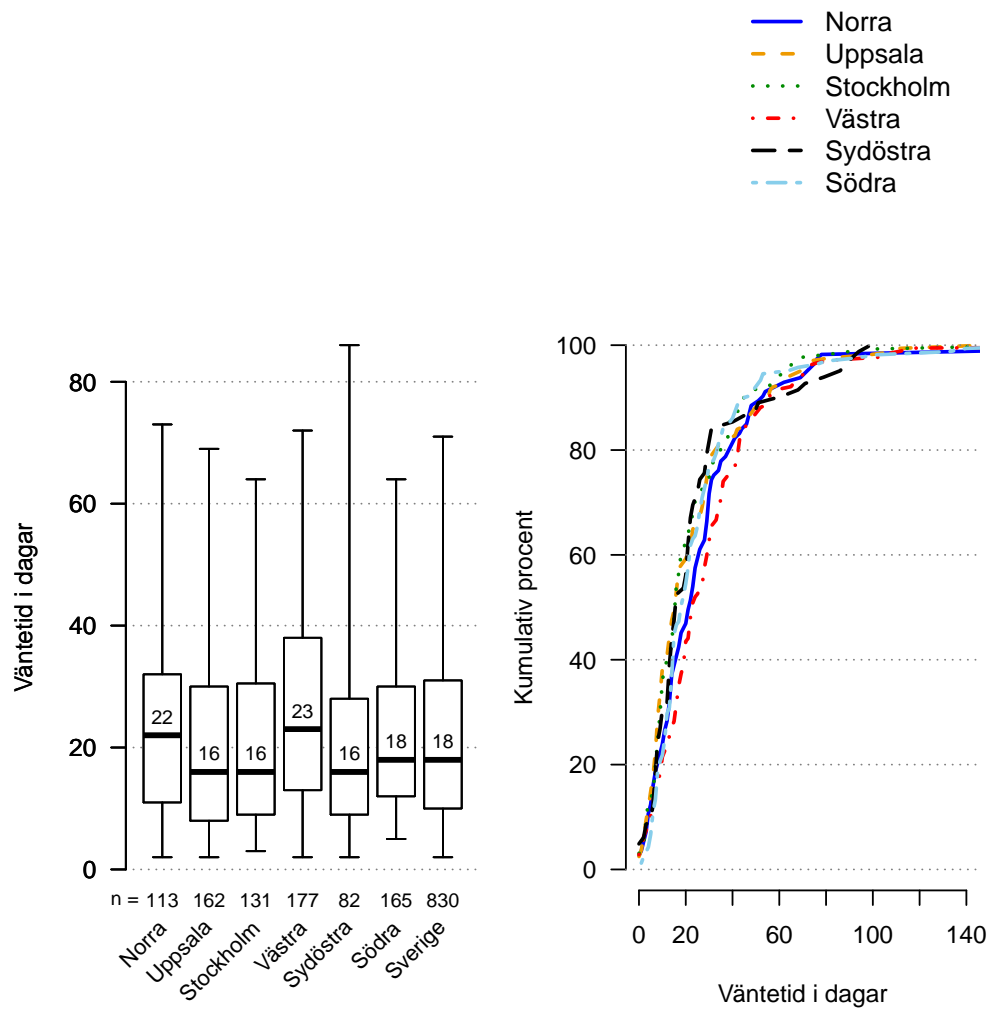 Norra
Uppsala
Stockholm
Västra
Sydöstra
Södra
Väntetid i dagar
80
60
40
20
0
22
16
16
23
16
18
18
n = 113 162 131 177 82 165 830
Norra Uppsala Stockholm Västra Sydöstra Södra Sverige
Kumulativ procent
100
80
60
40
20
0
0 20 60 100 140
Väntetid i dagar